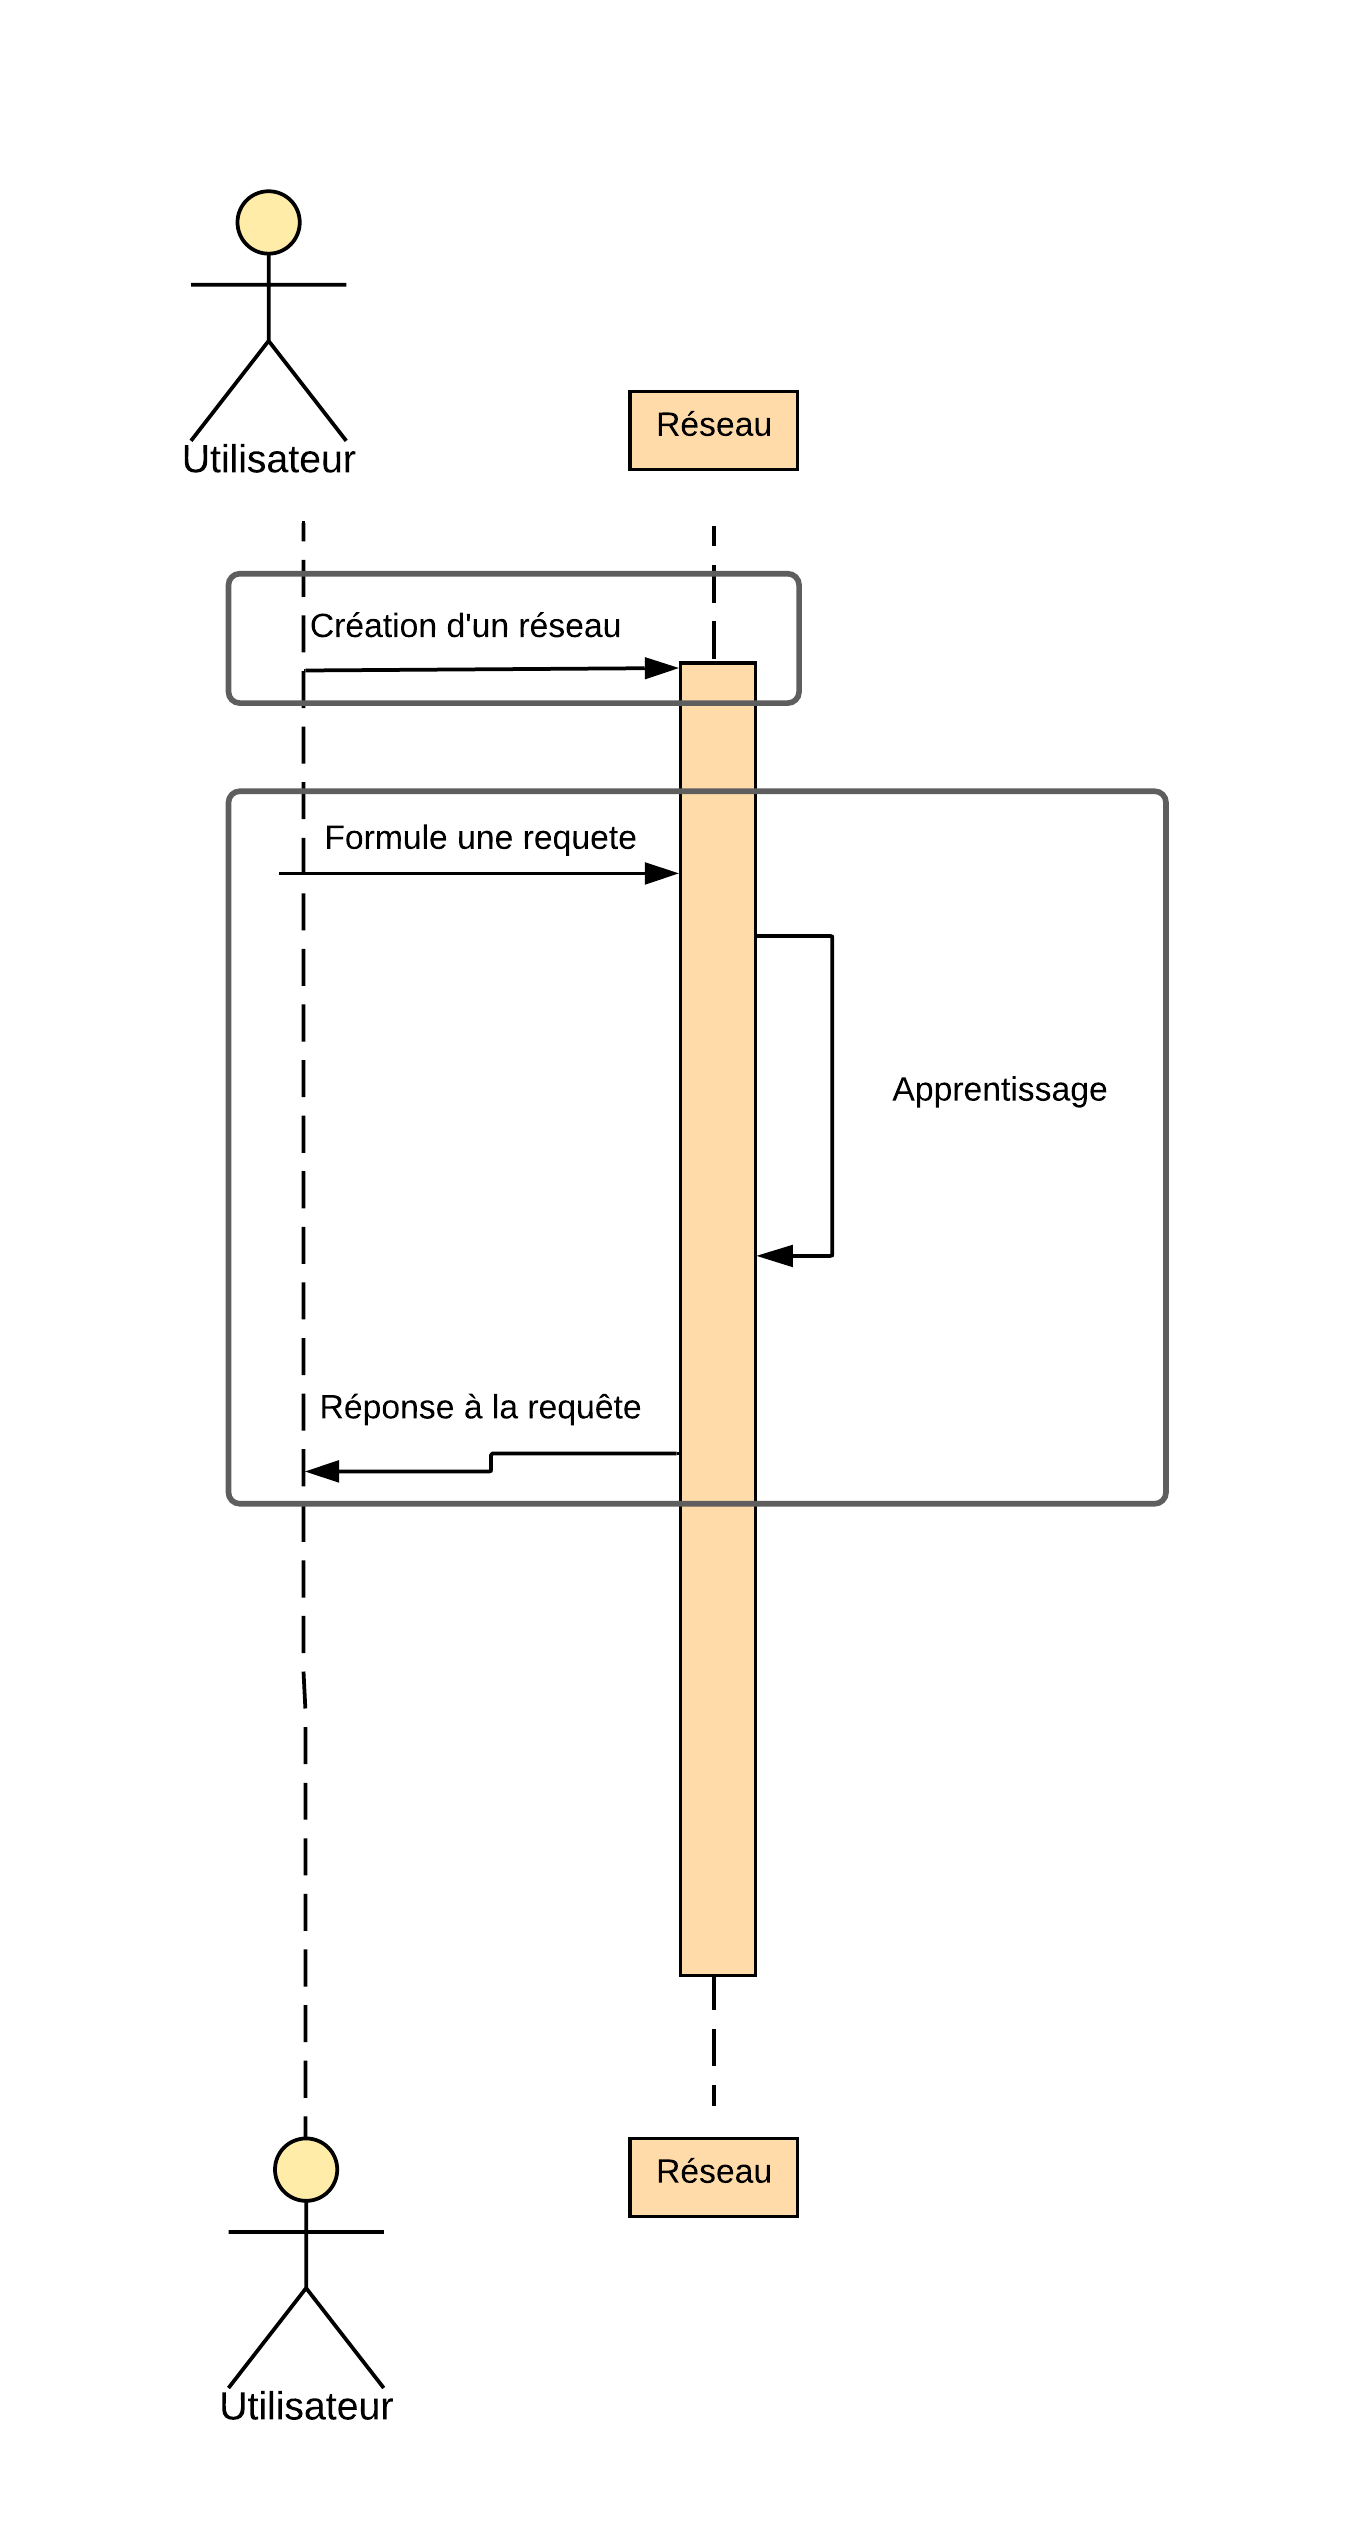 Utilisateur
Réseau
Création d'un réseau
Formule une requete
Apprentissage
Réponse à la requête
Réseau
Utilisateur